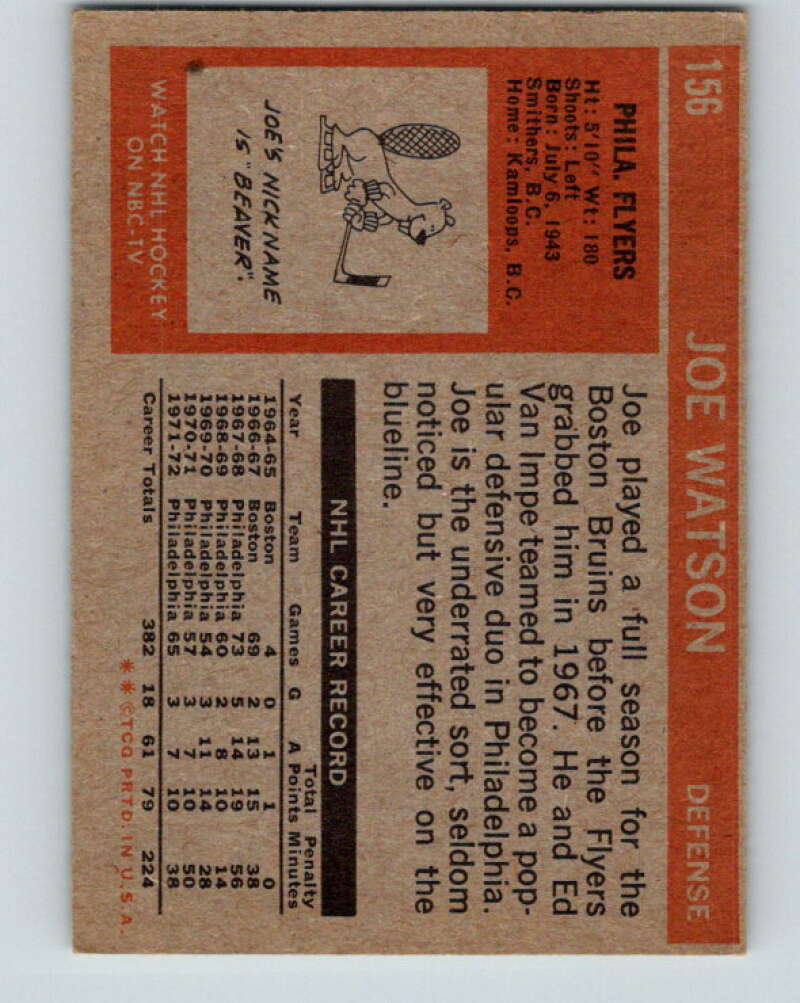 156
JOE WATSON
DEFENSE
PHILA. FLYERS
Ht: 5'10" Wt: 180
Shoots: Left
Born: July 6, 1943
Smithers, B.C.
Home: Kamloops, B.C.
JOE'S NICKNAME
IS "BEAVER".
WATCH NHL HOCKEY
ON NBC-TV
Joe played a full season for the
Boston Bruins before the Flyers
grabbed him in 1967. He and Ed
Van Impe teamed to become a pop-
ular defensive duo in Philadelphia.
Joe is the underrated sort, seldom
noticed but very effective on the
blueline.
NHL CAREER RECORD
Total Penalty
Year Team Games G A Points Minutes
1964-65 Boston 4 0 1 1 0
1966-67 Boston 69 2 13 15 38
1967-68 Philadelphia 73 5 14 19 56
1968-69 Philadelphia 60 2 8 10 14
1969-70 Philadelphia 54 3 11 14 28
1970-71 Philadelphia 57 3 7 10 50
1971-72 Philadelphia 65 3 7 10 38
Career Totals 382 18 61 79 224
**©TCG PRTD. IN U.S.A.